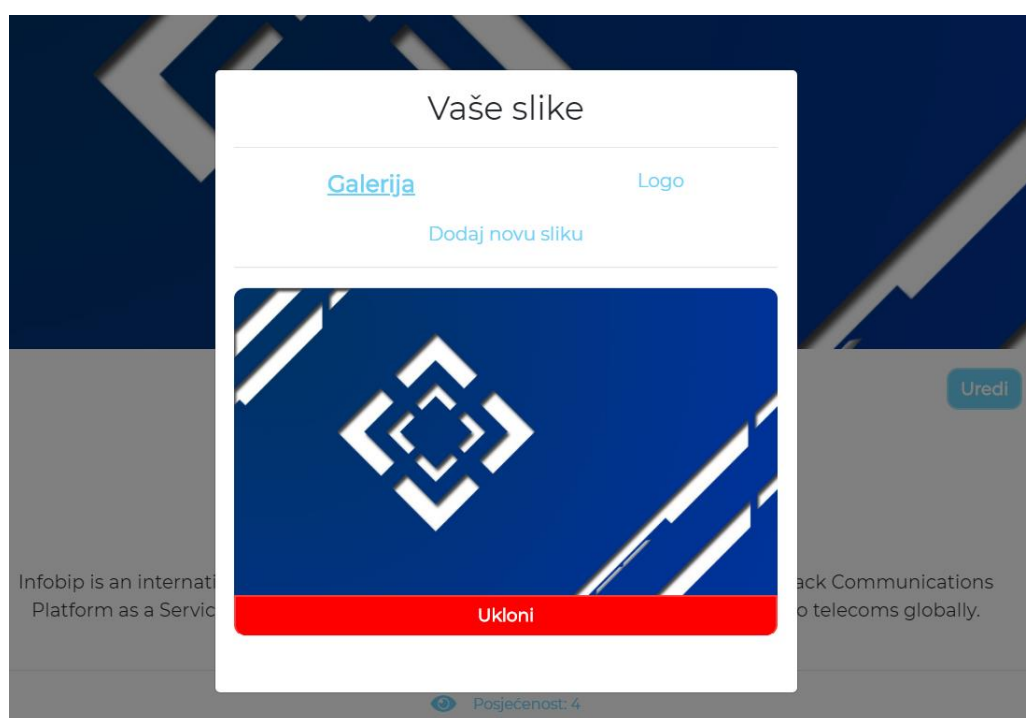 Vaše slike
Galerija
Logo
Dodaj novu sliku
Uredi
Infobip is an internati
ack Communications
Platform as a Servic
o telecoms globally.
Ukloni
Posjećenost: 4